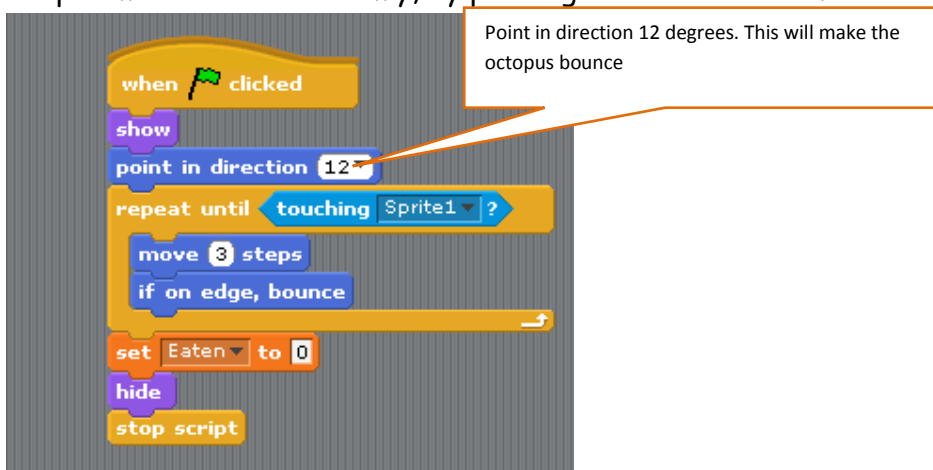 Point in direction 12 degrees. This will make the
octopus bounce
when clicked
show
point in direction 12
repeat until touching Sprite1 ?
move 3 steps
if on edge, bounce
set Eaten to 0
hide
stop script